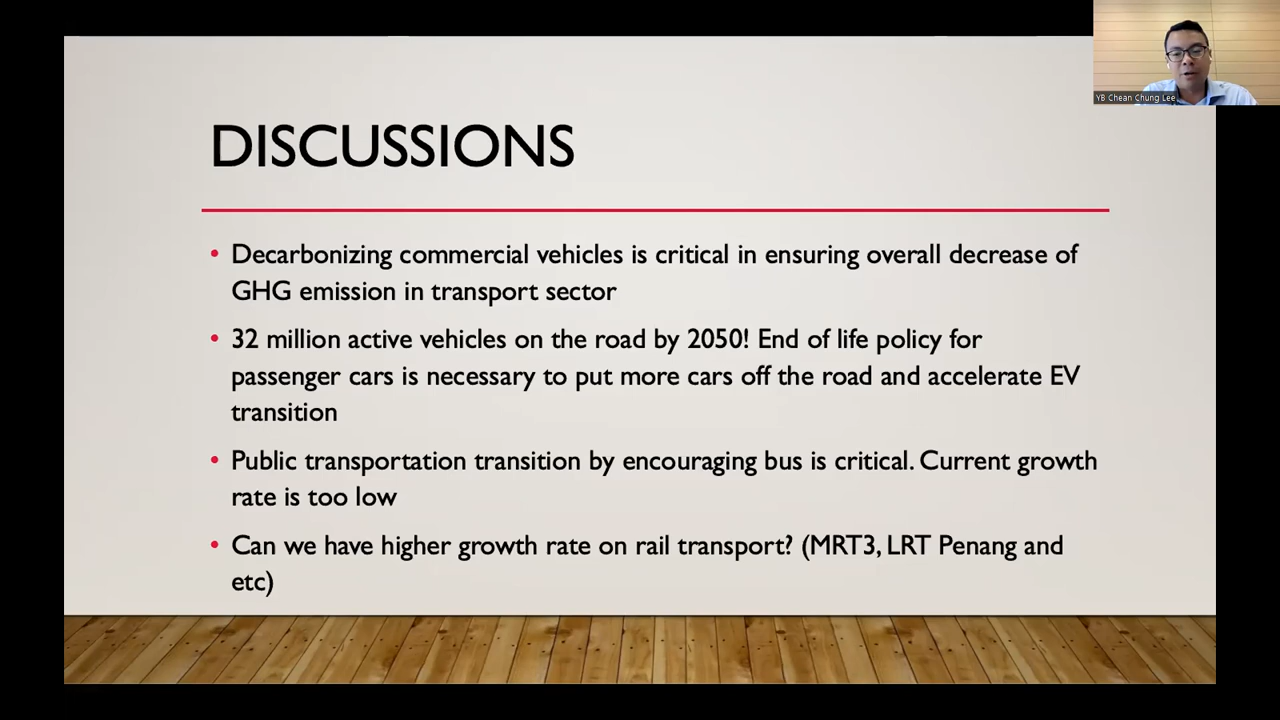 YB Chean Chung Lee
DISCUSSIONS
• Decarbonizing commercial vehicles is critical in ensuring overall decrease of
GHG emission in transport sector
• 32 million active vehicles on the road by 2050! End of life policy for
passenger cars is necessary to put more cars off the road and accelerate EV
transition
• Public transportation transition by encouraging bus is critical. Current growth
rate is too low
• Can we have higher growth rate on rail transport? (MRT3, LRT Penang and
etc)